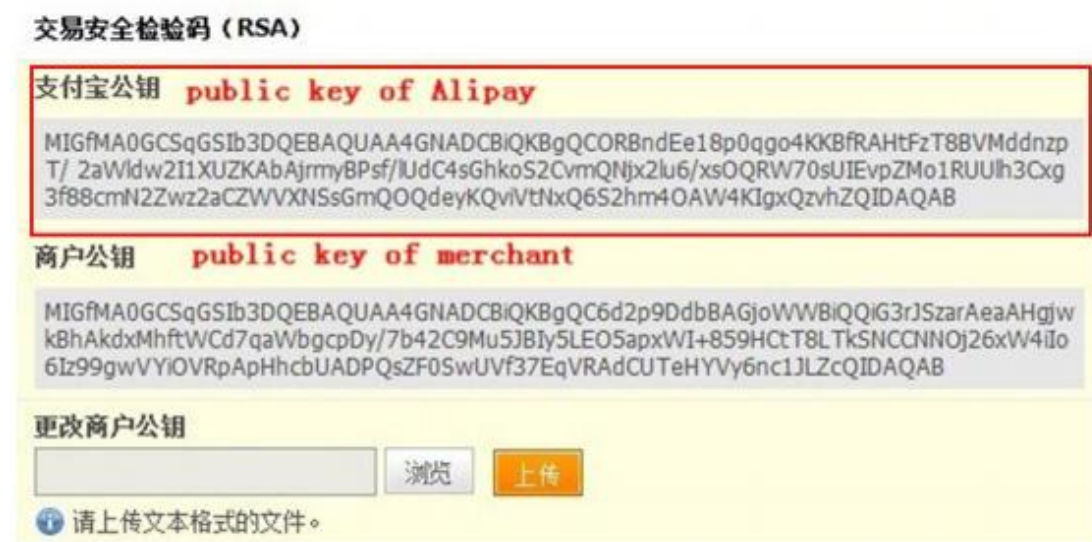 交易安全检验码（RSA）
支付宝公钥 public key of Alipay
MIGfMA0GCSqGSIb3DQEBAQUAA4GNADCBiQKBgQCORBndEe18p0qgo4KKBfRAHtFzT8BVMddnzp
T/ 2aWldw2I1XUZKAbAjrmyBPsf/lUdC4sGhkoS2CvmQNjx2lu6/xsOQRW70sUIEvpZMo1RUUlh3Cxg
3f88cmN2Zwz2aCZWVXNSsGmQOQdeyKQviVtNxQ6S2hm4OAW4KIgxQzvhZQIDAQAB
商户公钥 public key of merchant
MIGfMA0GCSqGSIb3DQEBAQUAA4GNADCBiQKBgQC6d2p9DdbBAGjoWWBiQQiG3rJSzarAeaAHgjw
kBhAkdxMhftWCd7qaWbgcpDy/7b42C9Mu5JBIy5LEO5apxWI+859HCtT8LTkSNCCNNOj26xW4iIo
6Iz99gwVYiOVRpApHhcbUADPQsZF0SwUVf37EqVRAdCUTeHYVy6nc1JLZcQIDAQAB
更改商户公钥
浏览 上传
请上传文本格式的文件。